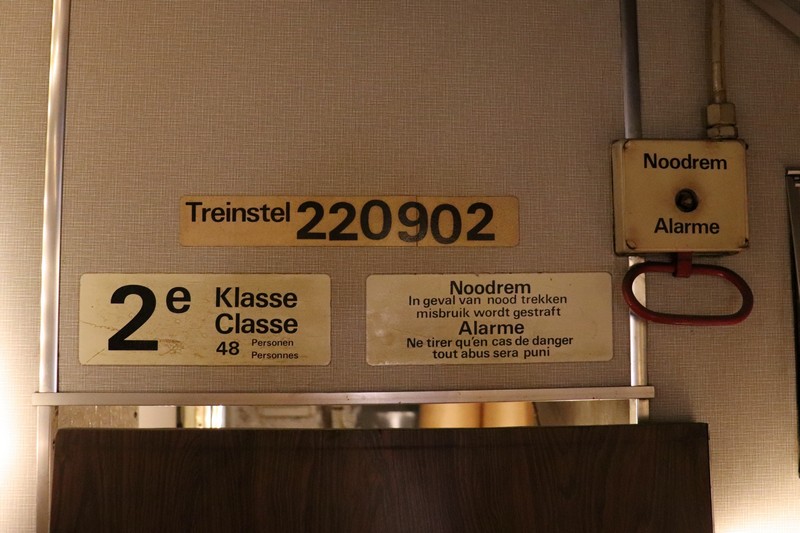 Treinstel 220902
2e Klasse
Classe
48 Personen
Personnes
Noodrem
In geval van nood trekken
misbruik wordt gestraft
Alarme
Ne tirer qu'en cas de danger
tout abus sera puni
Noodrem
Alarme